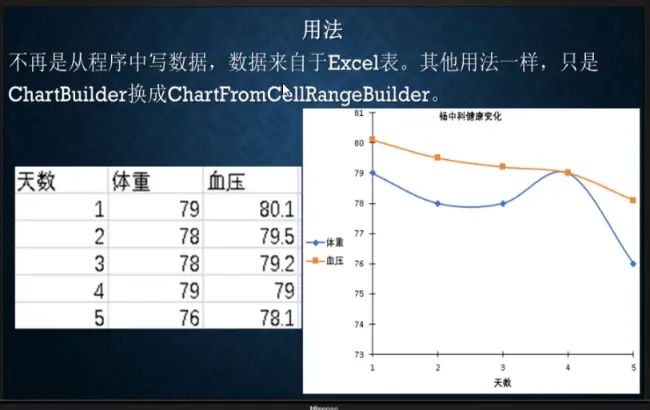 用法
不再是从程序中写数据，数据来自于Excel表。其他用法一样，只是
ChartBuilder换成ChartFromCellRangeBuilder。
天数 体重 血压
1 79 80.1
2 78 79.5
3 78 79.2
4 79 79
5 76 78.1
杨中科健康变化
81
80
79
78
77
76
75
74
73
体重
血压
1 2 3 4 5
天数
Hisense